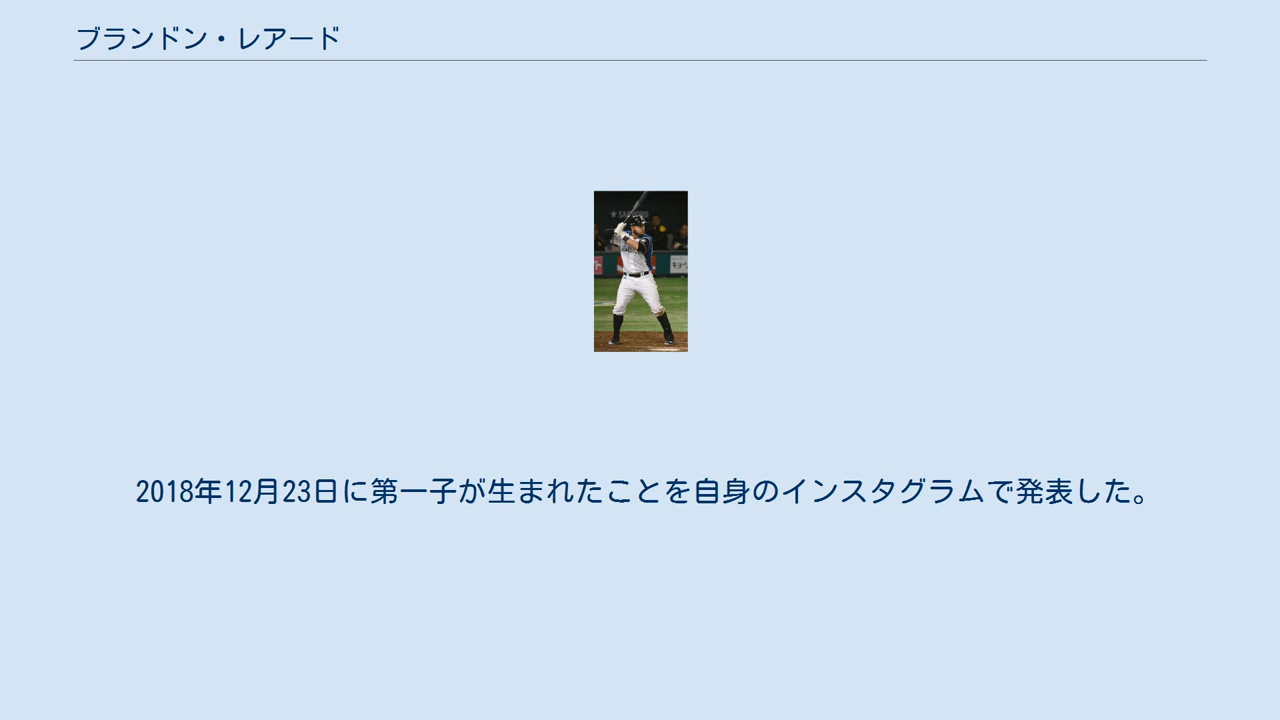 ブランドン・レアード
2018年12月23日に第一子が生まれたことを自身のインスタグラムで発表した。